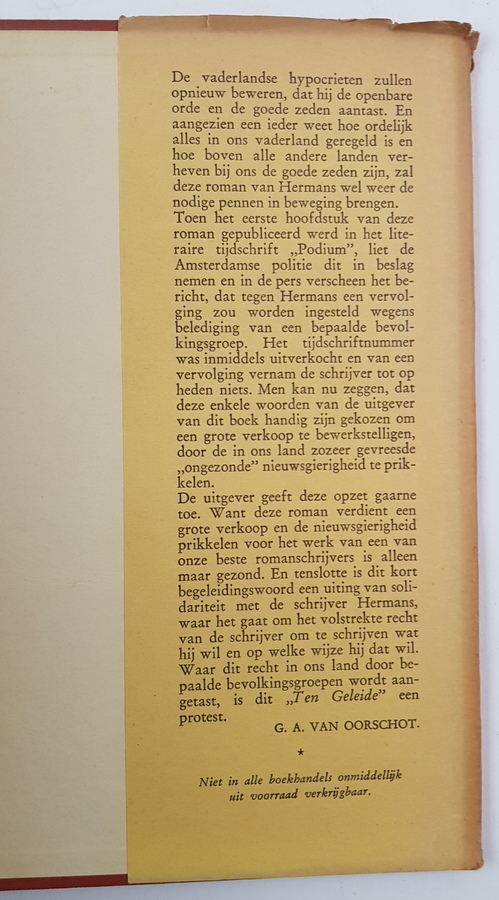 De vaderlandse hypocrieten zullen
opnieuw beweren, dat hij de openbare
orde en de goede zeden aantast. En
aangezien een ieder weet hoe ordelijk
alles in ons vaderland geregeld is en
hoe boven alle andere landen ver-
heven bij ons de goede zeden zijn, zal
deze roman van Hermans wel weer de
nodige pennen in beweging brengen.
Toen het eerste hoofdstuk van deze
roman gepubliceerd werd in het lite-
raire tijdschrift „Podium”, liet de
Amsterdamse politie dit in beslag
nemen en in de pers verscheen het be-
richt, dat tegen Hermans een vervol-
ging zou worden ingesteld wegens
belediging van een bepaalde bevol-
kingsgroep. Het tijdschriftnummer
was inmiddels uitverkocht en van een
vervolging vernam de schrijver tot op
heden niets. Men kan nu zeggen, dat
deze enkele woorden van de uitgever
van dit boek handig zijn gekozen om
een grote verkoop te bewerkstelligen,
door de in ons land zozeer gevreesde
„ongezonde” nieuwsgierigheid te prik-
kelen.
De uitgever geeft deze opzet gaarne
toe. Want deze roman verdient een
grote verkoop en de nieuwsgierigheid
prikkelen voor het werk van een van
onze beste romanschrijvers is alleen
maar gezond. En tenslotte is dit kort
begeleidingswoord een uiting van soli-
dariteit met de schrijver Hermans,
waar het gaat om het volstrekte recht
van de schrijver om te schrijven wat
hij wil en op welke wijze hij dat wil.
Waar dit recht in ons land door be-
paalde bevolkingsgroepen wordt aan-
getast, is dit „Ten Geleide” een
protest.
G. A. VAN OORSCHOT.
*
Niet in alle boekhandels onmiddellijk
uit voorraad verkrijgbaar.